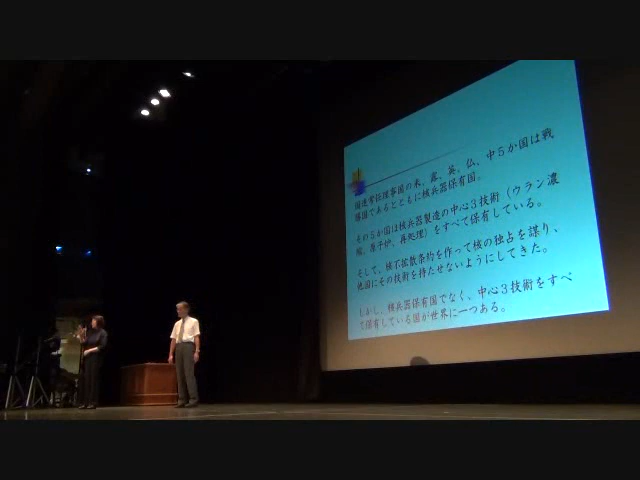 国連常任理事国の米、露、英、仏、中５か国は戦
勝国であるとともに核兵器保有国。
その５か国は核兵器製造の中心３技術（ウラン濃
縮、原子炉、再処理）をすべて保有している。
そして、核不拡散条約を作って核の独占を謀り、
他国にその技術を持たせないようにしてきた。
しかし、核兵器保有国でなく、中心３技術をすべ
て保有している国が世界に一つある。